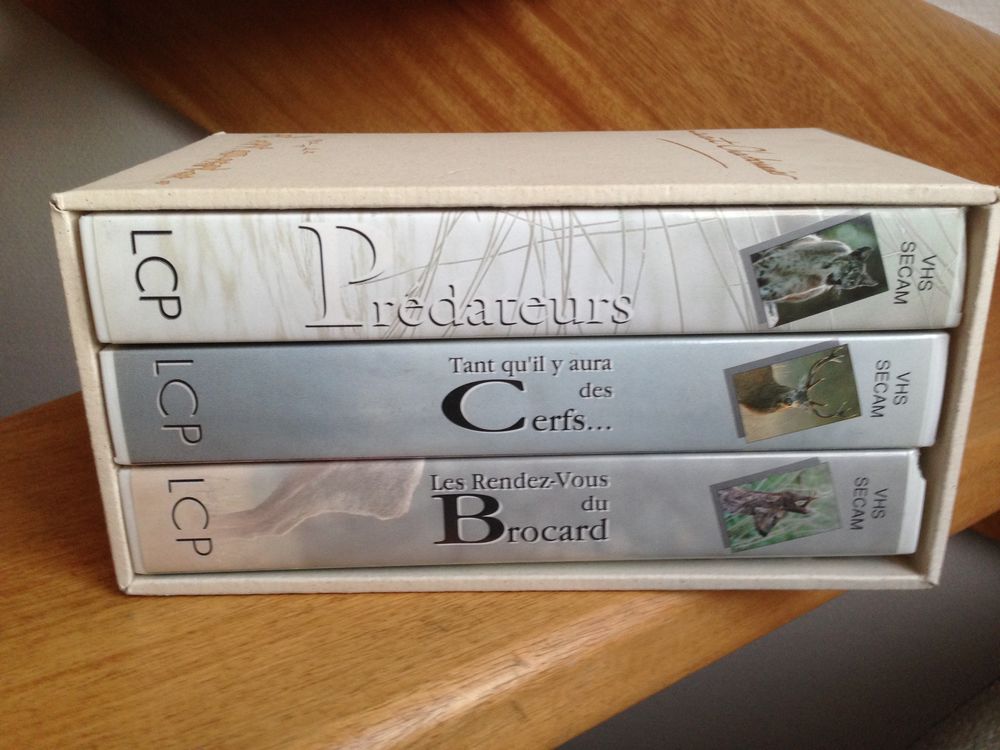 LCP
Prédateurs
VHS
SECAM
LCP
Tant qu'il y aura
des
Cerfs...
VHS
SECAM
LCP
Les Rendez-Vous
du
Brocard
VHS
SECAM